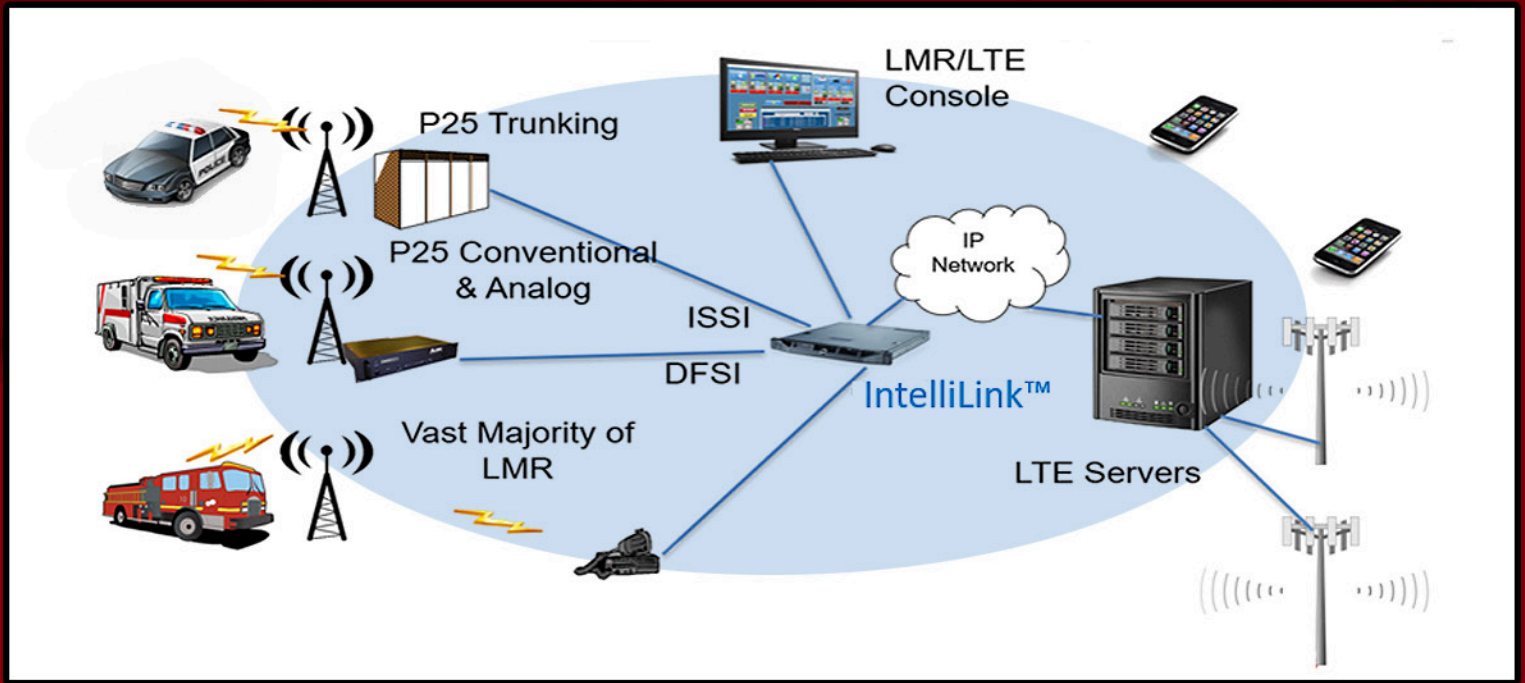 LMR/LTE
Console
P25 Trunking
POLICE
P25 Conventional
& Analog
IP
Network
ISSI
DFSI
IntelliLink™
Vast Majority of
LMR
LTE Servers